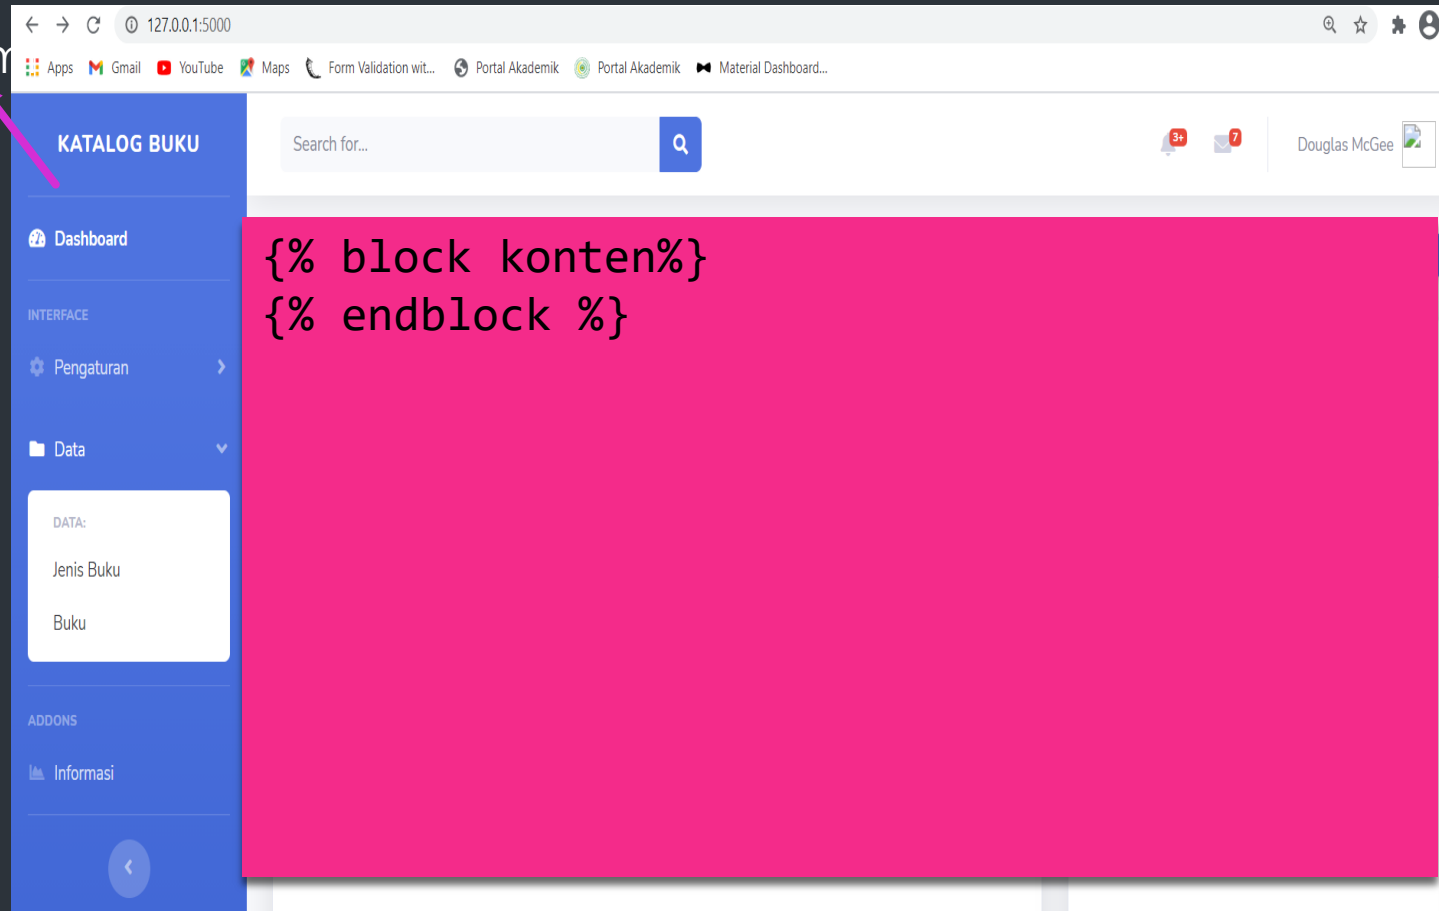 127.0.0.1:5000
Apps Gmail YouTube Maps Form Validation wit... Portal Akademik Portal Akademik Material Dashboard...
KATALOG BUKU
Search for...
3+
7
Douglas McGee
Dashboard
INTERFACE
Pengaturan
Data
DATA:
Jenis Buku
Buku
ADDONS
Informasi
{% block konten%}
{% endblock %}